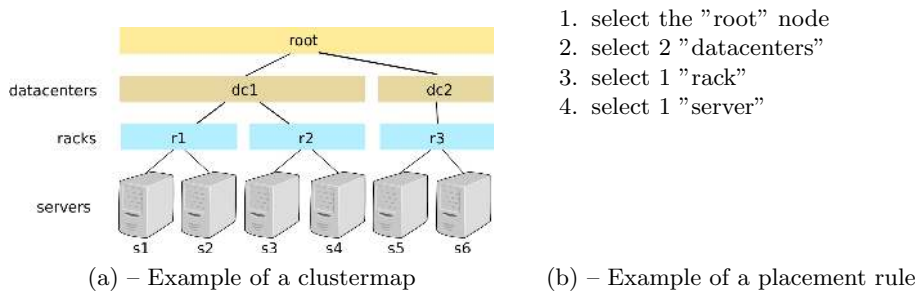 root
datacenters
dc1
dc2
racks
r1
r2
r3
servers
s1
s2
s3
s4
s5
s6
(a) – Example of a clustermap
1. select the ”root” node
2. select 2 ”datacenters”
3. select 1 ”rack”
4. select 1 ”server”
(b) – Example of a placement rule